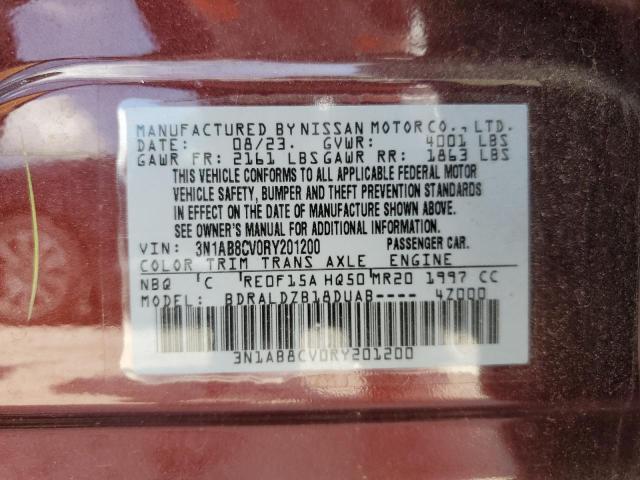 MANUFACTURED BY NISSAN MOTOR CO., LTD.
DATE: 08/23. GVWR: 4001 LBS
GAWR FR: 2161 LBS GAWR RR: 1863 LBS
THIS VEHICLE CONFORMS TO ALL APPLICABLE FEDERAL MOTOR
VEHICLE SAFETY, BUMPER AND THEFT PREVENTION STANDARDS
IN EFFECT ON THE DATE OF MANUFACTURE SHOWN ABOVE.
SEE OWNER'S MANUAL FOR ADDITIONAL INFORMATION.
VIN: 3N1AB8CV0RY201200 PASSENGER CAR.
COLOR TRIM TRANS AXLE ENGINE
NBQ 'C 'RE0F15A HQ50 MR20 1997 CC
MODEL: BDRALDZB18DUAB---- 4Z000
3N1AB8CV0RY201200